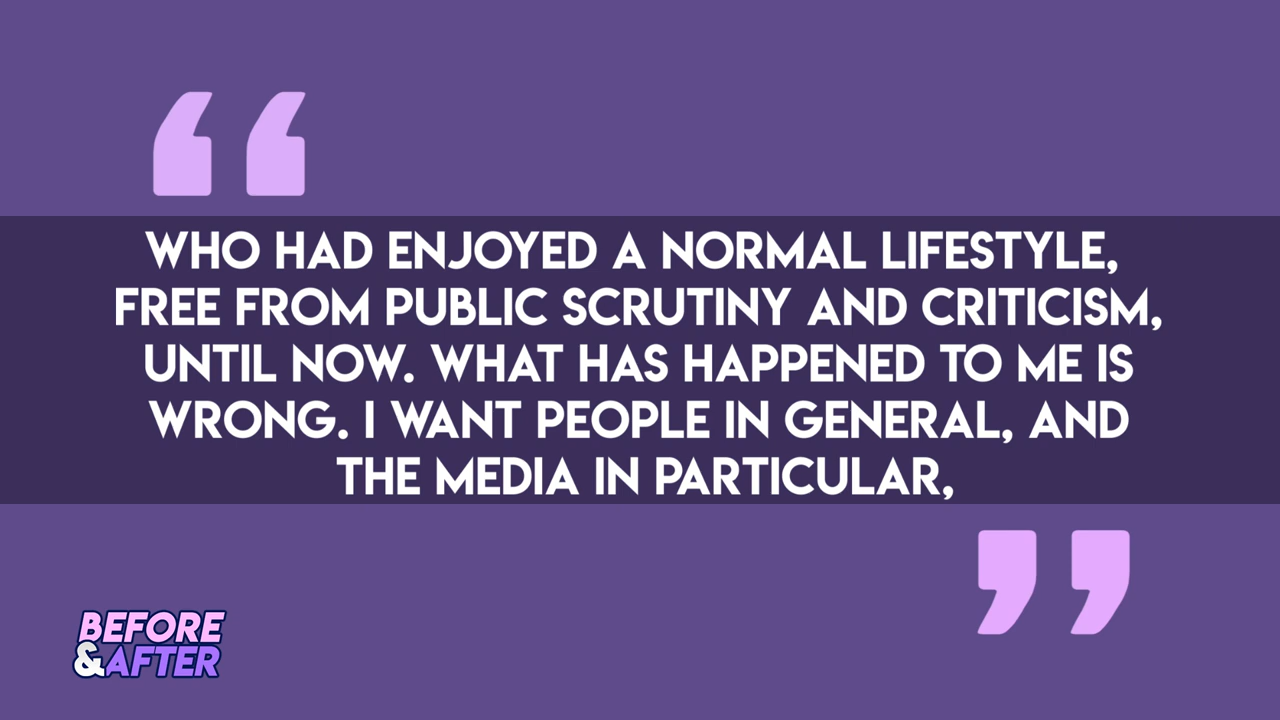 WHO HAD ENJOYED A NORMAL LIFESTYLE,
FREE FROM PUBLIC SCRUTINY AND CRITICISM,
UNTIL NOW. WHAT HAS HAPPENED TO ME IS
WRONG. I WANT PEOPLE IN GENERAL, AND
THE MEDIA IN PARTICULAR,
BEFORE
&AFTER